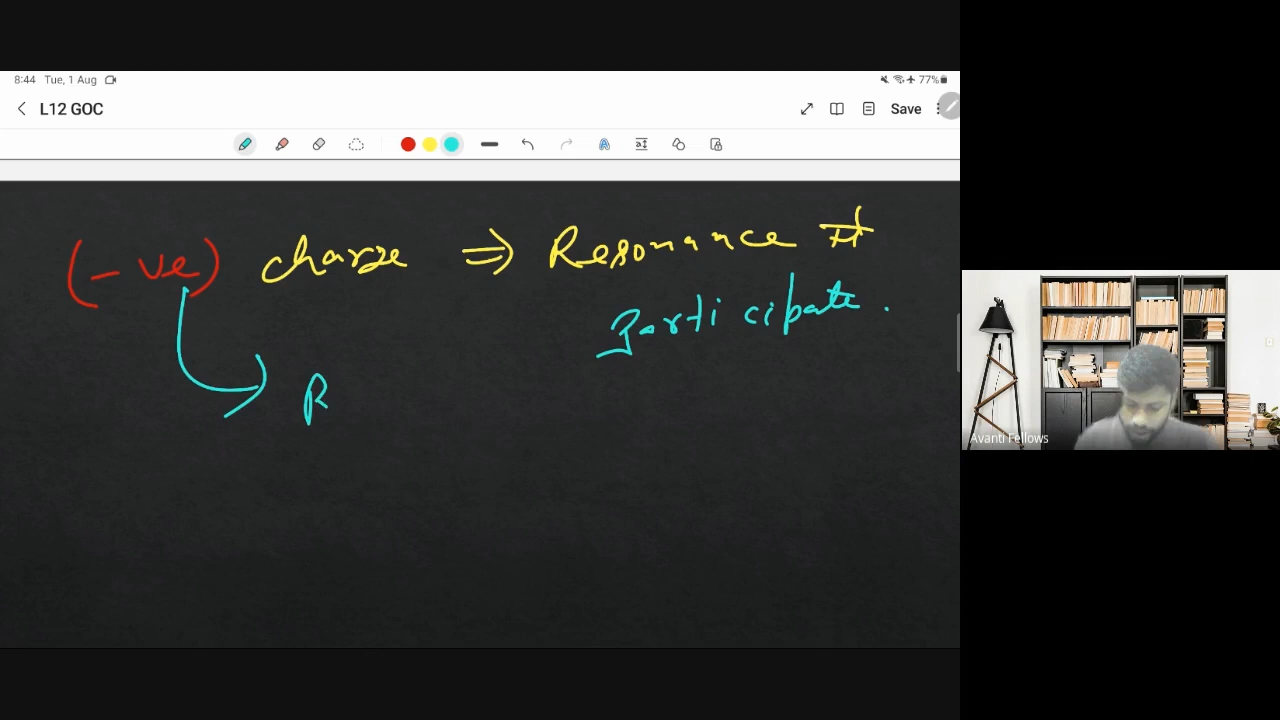 8:44 Tue, 1 Aug
77%
L12 GOC
Save
(-ve) charge ⇒ Resonance में
Participate.
R
Avanti Fellows